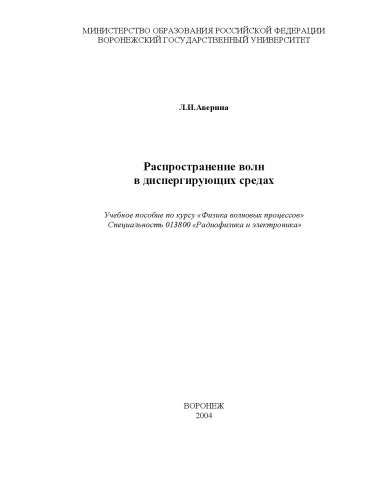 МИНИСТЕРСТВО ОБРАЗОВАНИЯ РОССИЙСКОЙ ФЕДЕРАЦИИ
ВОРОНЕЖСКИЙ ГОСУДАРСТВЕННЫЙ УНИВЕРСИТЕТ
Л.И.Аверина
Распространение волн
в диспергирующих средах
Учебное пособие по курсу «Физика волновых процессов»
Специальность 013800 «Радиофизика и электроника»
ВОРОНЕЖ
2004